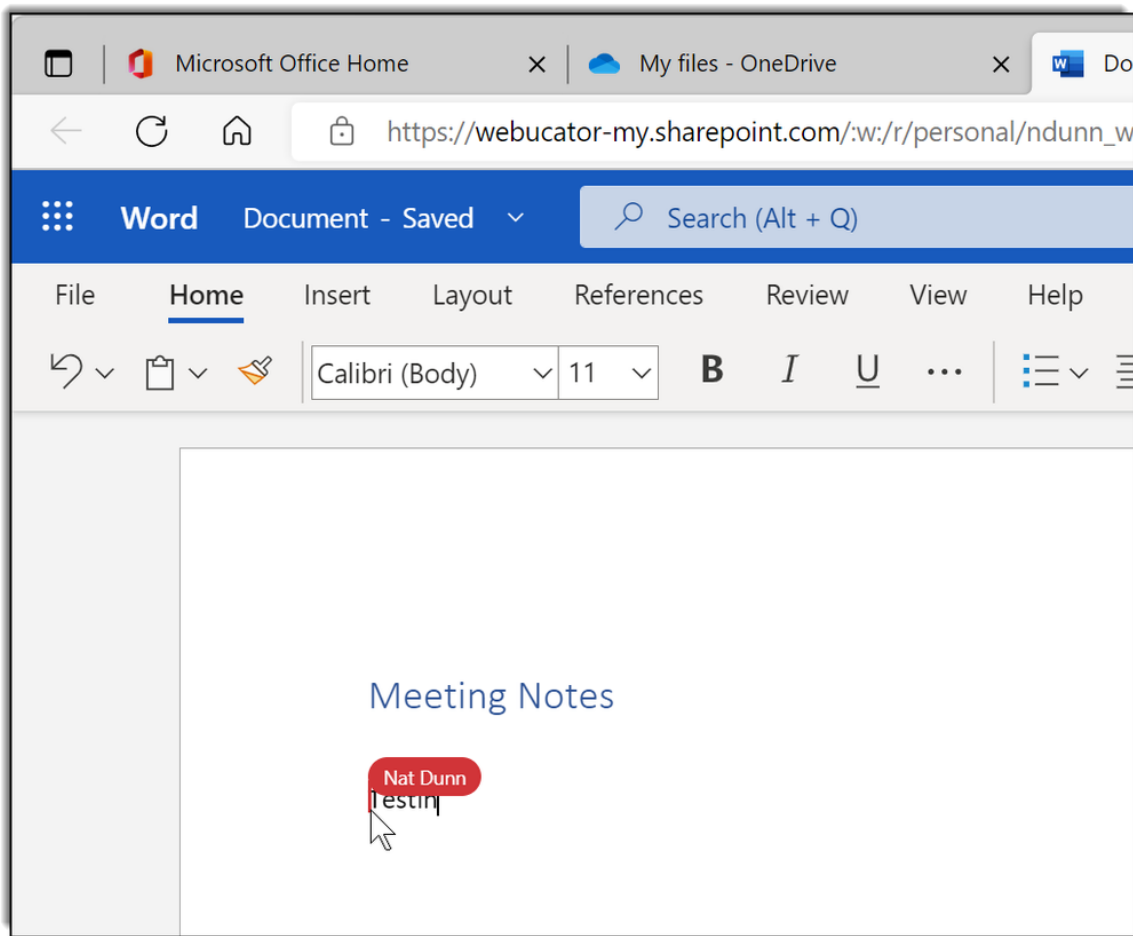 Microsoft Office Home My files - OneDrive Do
https://webucator-my.sharepoint.com/:w:/r/personal/ndunn_w
Word Document - Saved Search (Alt + Q)
File Home Insert Layout References Review View Help
Calibri (Body) 11 B I U
Meeting Notes
Nat Dunn
Testin